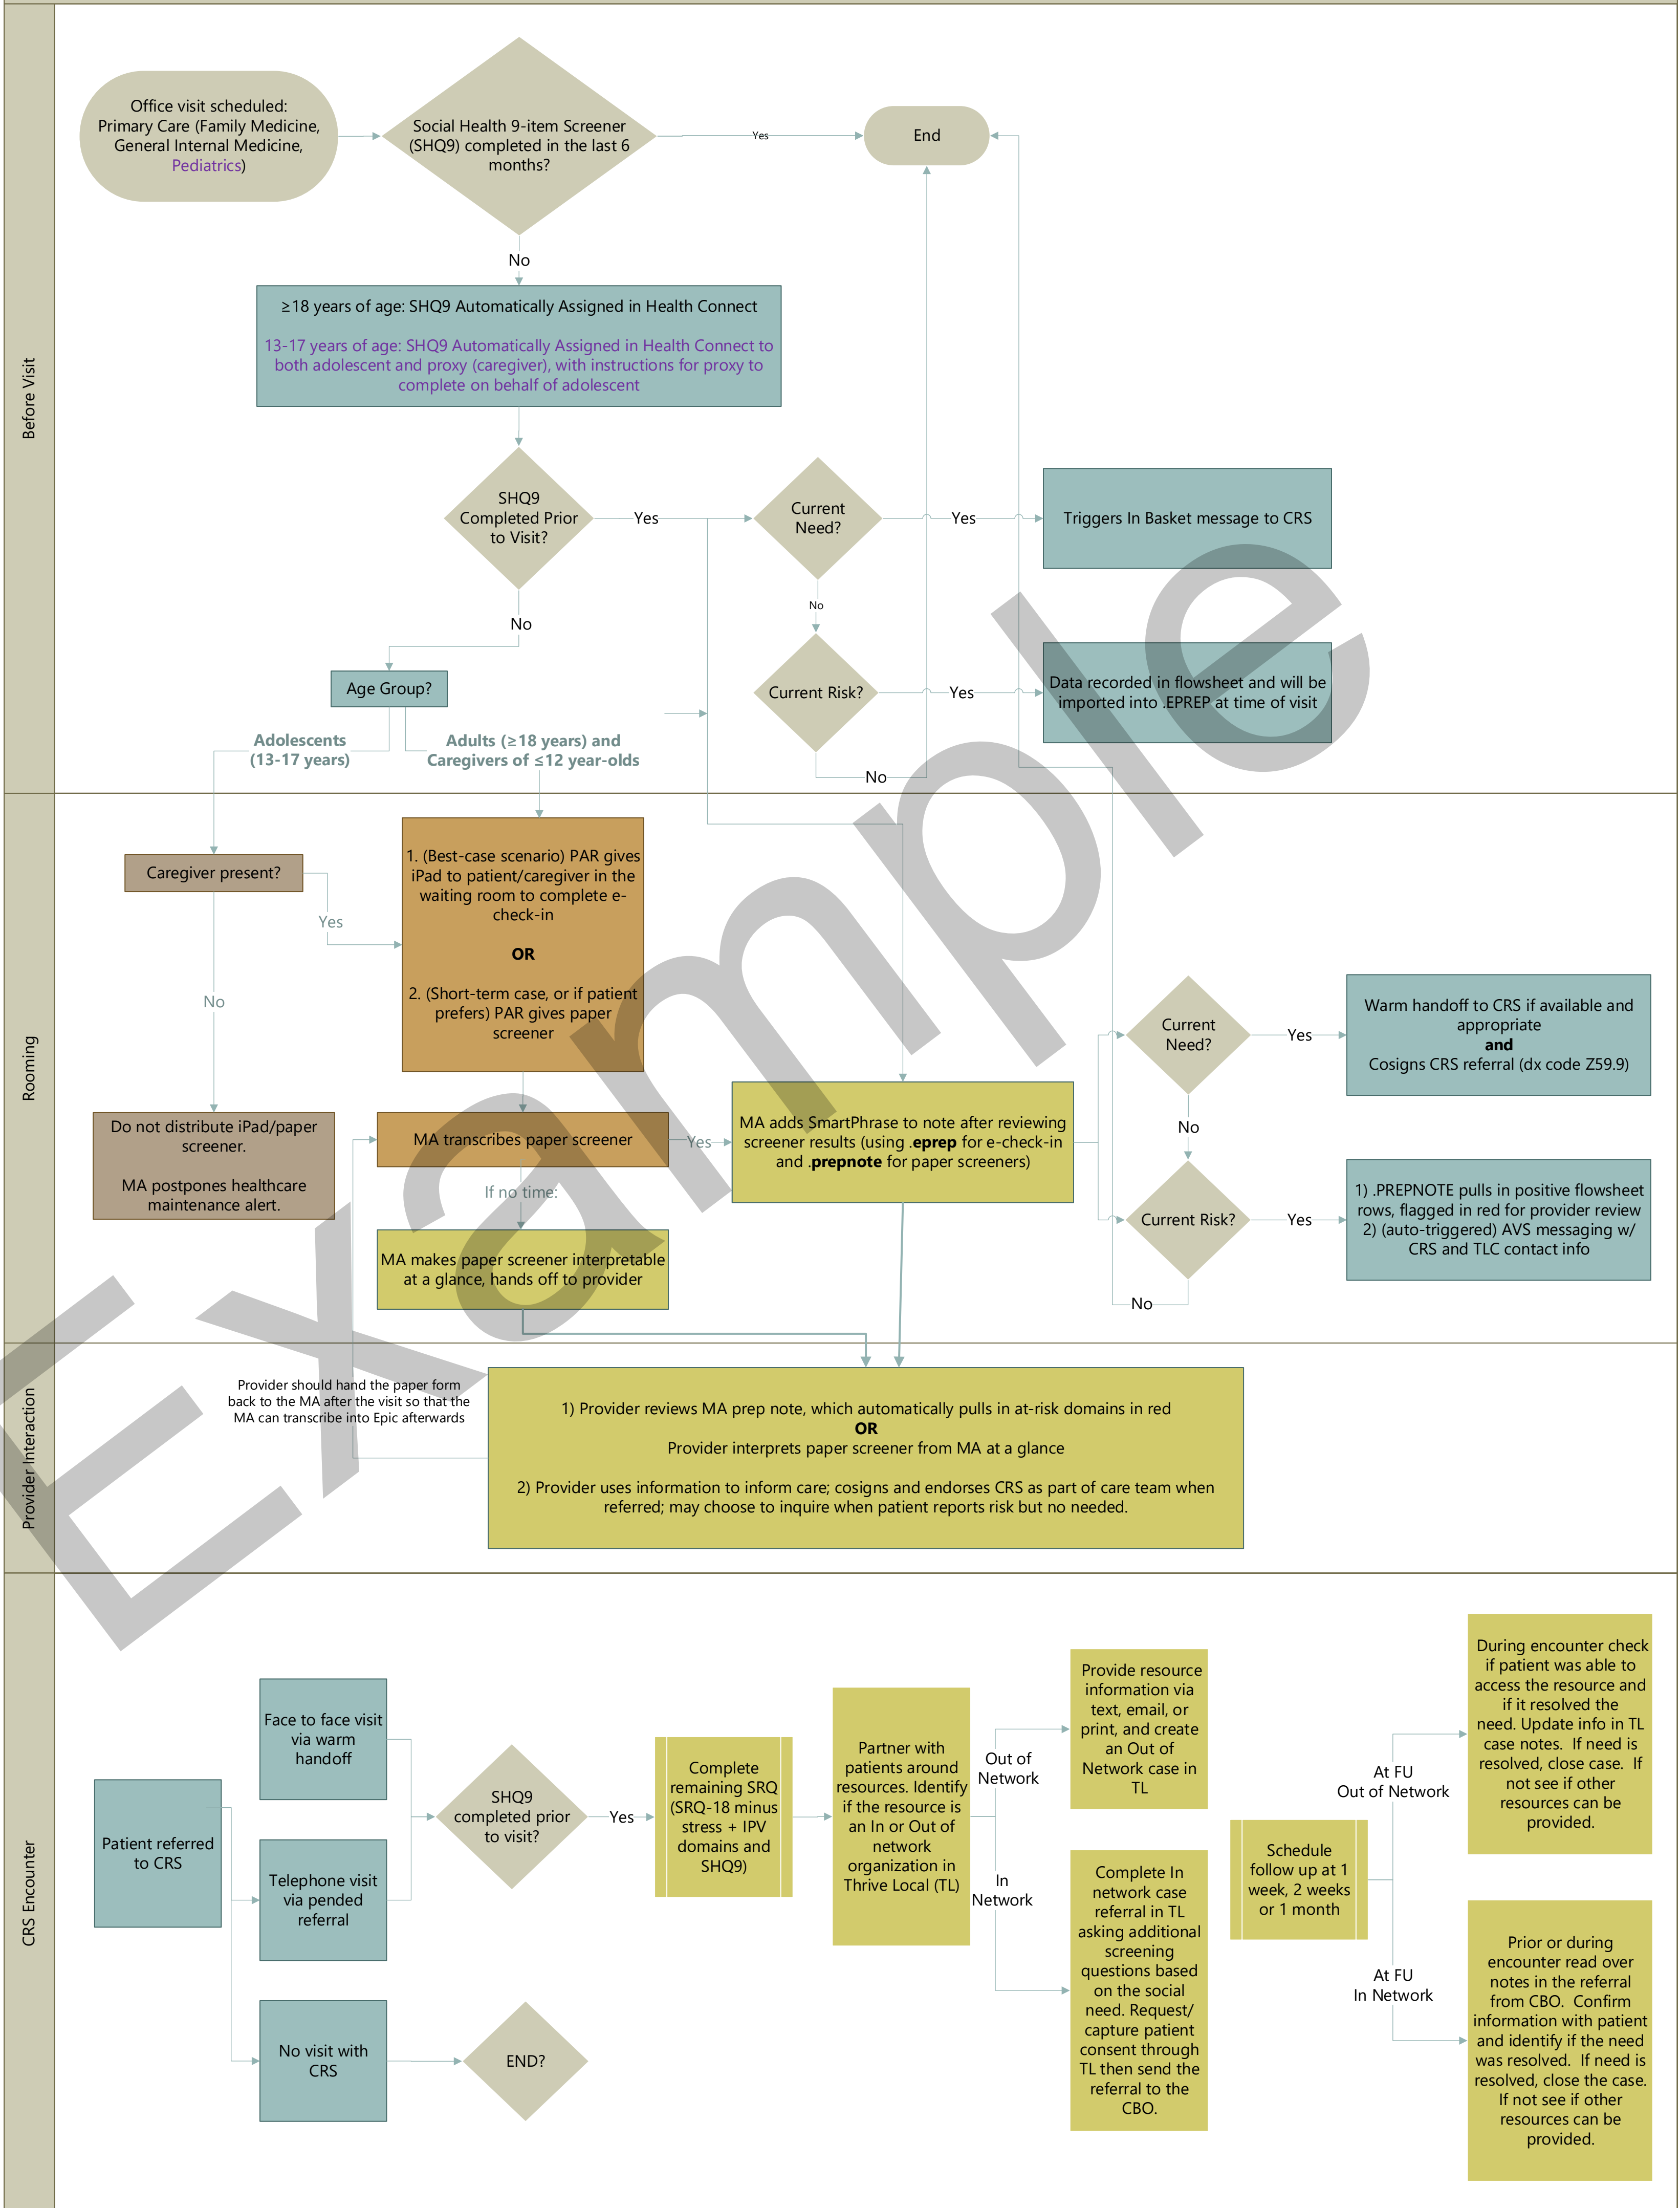 Before Visit
Office visit scheduled:
Primary Care (Family Medicine,
General Internal Medicine,
Pediatrics)
Social Health 9-item Screener
(SHQ9) completed in the last 6
months?
Yes
End
No
≥18 years of age: SHQ9 Automatically Assigned in Health Connect
13-17 years of age: SHQ9 Automatically Assigned in Health Connect to
both adolescent and proxy (caregiver), with instructions for proxy to
complete on behalf of adolescent
SHQ9
Completed Prior
to Visit?
Yes
Current
Need?
Yes
Triggers In Basket message to CRS
No
No
Age Group?
Current Risk?
Yes
Data recorded in flowsheet and will be
imported into .EPREP at time of visit
No
Adolescents
(13-17 years)
Adults (≥18 years) and
Caregivers of ≤12 year-olds
Rooming
Caregiver present?
Yes
No
1. (Best-case scenario) PAR gives
iPad to patient/caregiver in the
waiting room to complete e-
check-in
OR
2. (Short-term case, or if patient
prefers) PAR gives paper
screener
Do not distribute iPad/paper
screener.
MA postpones healthcare
maintenance alert.
MA transcribes paper screener
Yes
If no time:
MA makes paper screener interpretable
at a glance, hands off to provider
MA adds SmartPhrase to note after reviewing
screener results (using .eprep for e-check-in
and .prepnote for paper screeners)
Current
Need?
Yes
Warm handoff to CRS if available and
appropriate
and
Cosigns CRS referral (dx code Z59.9)
No
Current Risk?
Yes
1) .PREPNOTE pulls in positive flowsheet
rows, flagged in red for provider review
2) (auto-triggered) AVS messaging w/
CRS and TLC contact info
No
Provider Interaction
Provider should hand the paper form
back to the MA after the visit so that the
MA can transcribe into Epic afterwards
1) Provider reviews MA prep note, which automatically pulls in at-risk domains in red
OR
Provider interprets paper screener from MA at a glance
2) Provider uses information to inform care; cosigns and endorses CRS as part of care team when
referred; may choose to inquire when patient reports risk but no needed.
CRS Encounter
Patient referred
to CRS
Face to face visit
via warm
handoff
Telephone visit
via pended
referral
No visit with
CRS
END?
SHQ9
completed prior
to visit?
Yes
Complete
remaining SRQ
(SRQ-18 minus
stress + IPV
domains and
SHQ9)
Partner with
patients around
resources. Identify
if the resource is
an In or Out of
network
organization in
Thrive Local (TL)
Out of
Network
In
Network
Provide resource
information via
text, email, or
print, and create
an Out of
Network case in
TL
Complete In
network case
referral in TL
asking additional
screening
questions based
on the social
need. Request/
capture patient
consent through
TL then send the
referral to the
CBO.
Schedule
follow up at 1
week, 2 weeks
or 1 month
At FU
Out of Network
At FU
In Network
During encounter check
if patient was able to
access the resource and
if it resolved the
need. Update info in TL
case notes. If need is
resolved, close case. If
not see if other
resources can be
provided.
Prior or during
encounter read over
notes in the referral
from CBO. Confirm
information with patient
and identify if the need
was resolved. If need is
resolved, close the case.
If not see if other
resources can be
provided.
Example